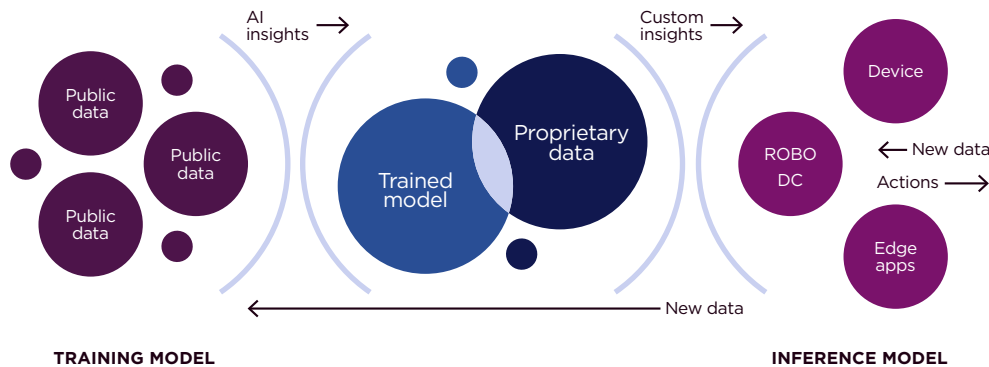 AI
insights
Custom
insights
Public
data
Public
data
Public
data
Trained
model
Proprietary
data
Device
ROBO
DC
New data
Actions
Edge
apps
New data
TRAINING MODEL
INFERENCE MODEL